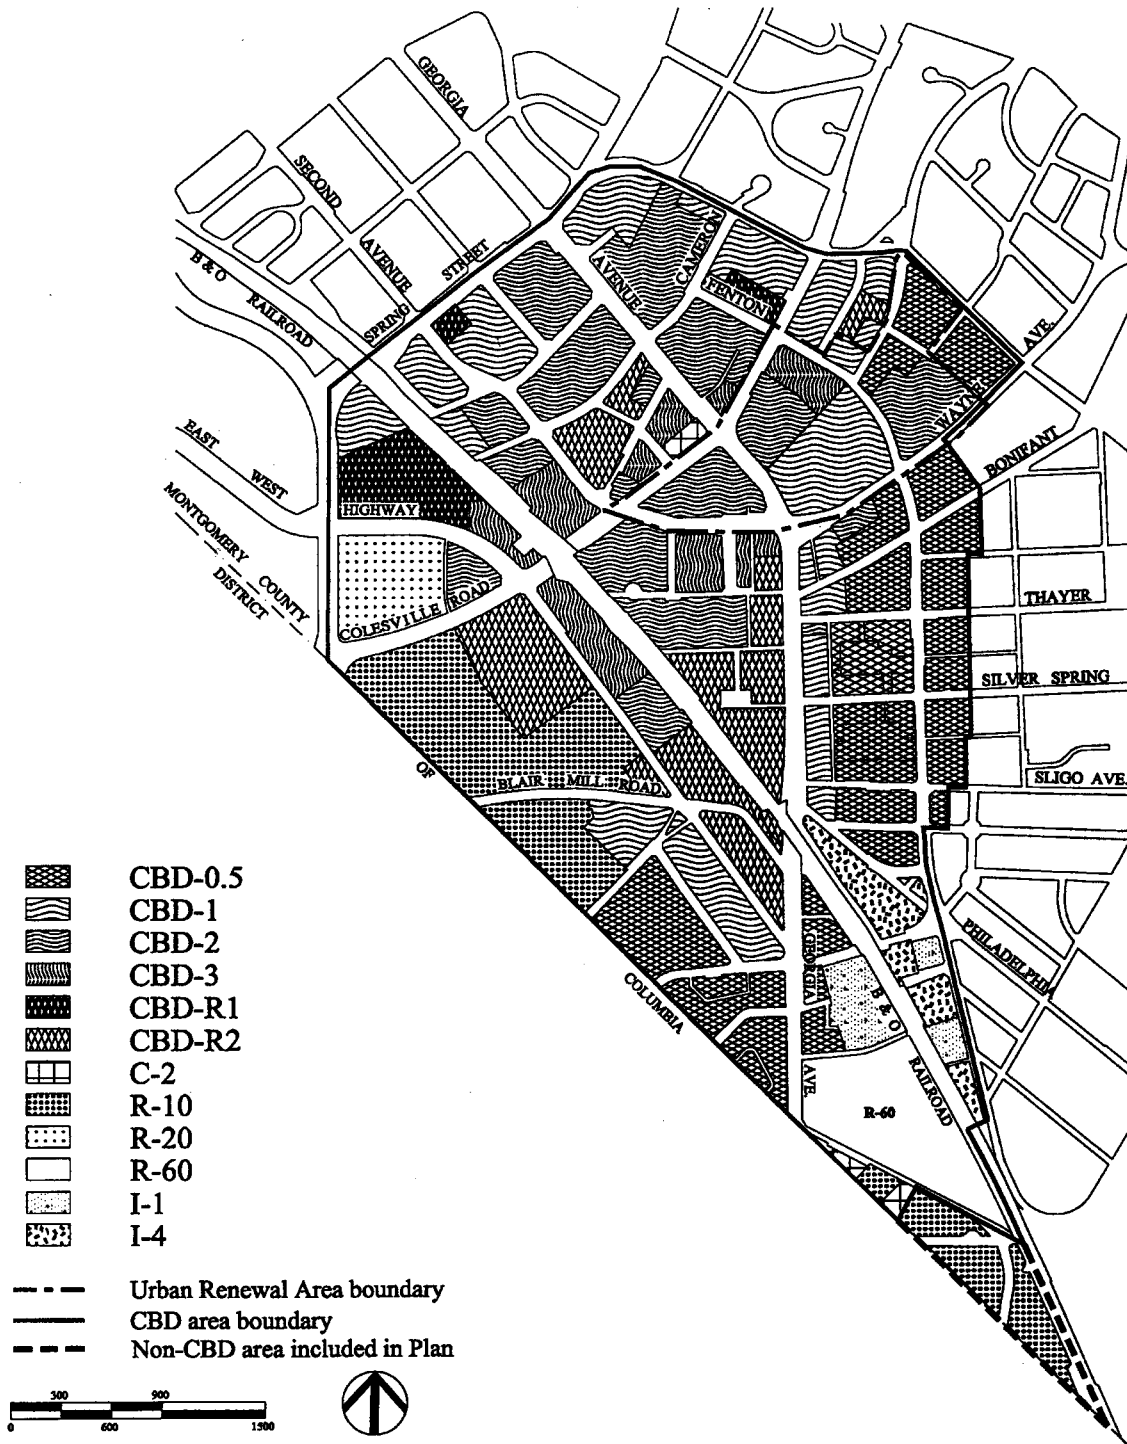 GEORGIA
SECOND
AVENUE
STREET
SPRING
B & O
RAILROAD
CAMERON
AVENUE
FENTON
AVE.
WAYNE
BONIFANT
EAST
WEST
HIGHWAY
MONTGOMERY COUNTY
DISTRICT
COLESVILLE ROAD
THAYER
SILVER SPRING
SLIGO AVE.
OF
BLAIR MILL ROAD
COLUMBIA
PHILADELPHIA
GEORGIA
B & O
RAILROAD
AVE.
R-60
CBD-0.5
CBD-1
CBD-2
CBD-3
CBD-R1
CBD-R2
C-2
R-10
R-20
R-60
I-1
I-4
Urban Renewal Area boundary
CBD area boundary
Non-CBD area included in Plan
300 900
0 600 1500